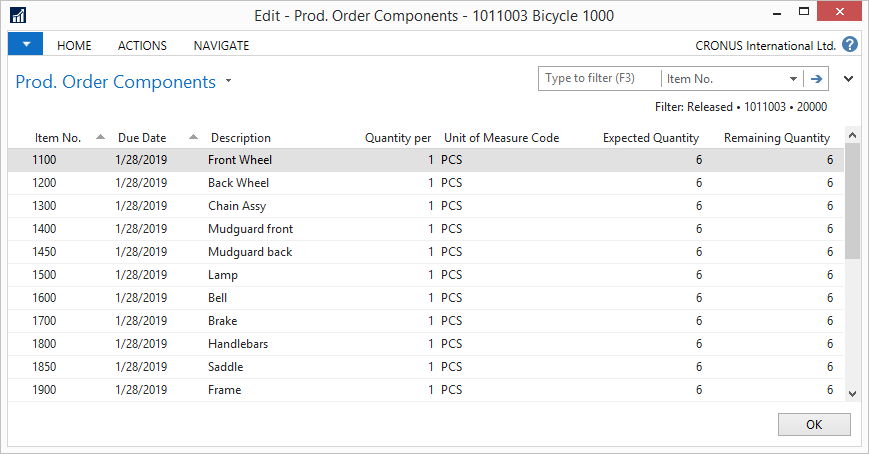 Edit - Prod. Order Components - 1011003 Bicycle 1000
HOME ACTIONS NAVIGATE CRONUS International Ltd. ?
Prod. Order Components Type to filter (F3) Item No.
Filter: Released • 1011003 • 20000
Item No. Due Date Description Quantity per Unit of Measure Code Expected Quantity Remaining Quantity
1100 1/28/2019 Front Wheel 1 PCS 6 6
1200 1/28/2019 Back Wheel 1 PCS 6 6
1300 1/28/2019 Chain Assy 1 PCS 6 6
1400 1/28/2019 Mudguard front 1 PCS 6 6
1450 1/28/2019 Mudguard back 1 PCS 6 6
1500 1/28/2019 Lamp 1 PCS 6 6
1600 1/28/2019 Bell 1 PCS 6 6
1700 1/28/2019 Brake 1 PCS 6 6
1800 1/28/2019 Handlebars 1 PCS 6 6
1850 1/28/2019 Saddle 1 PCS 6 6
1900 1/28/2019 Frame 1 PCS 6 6
OK